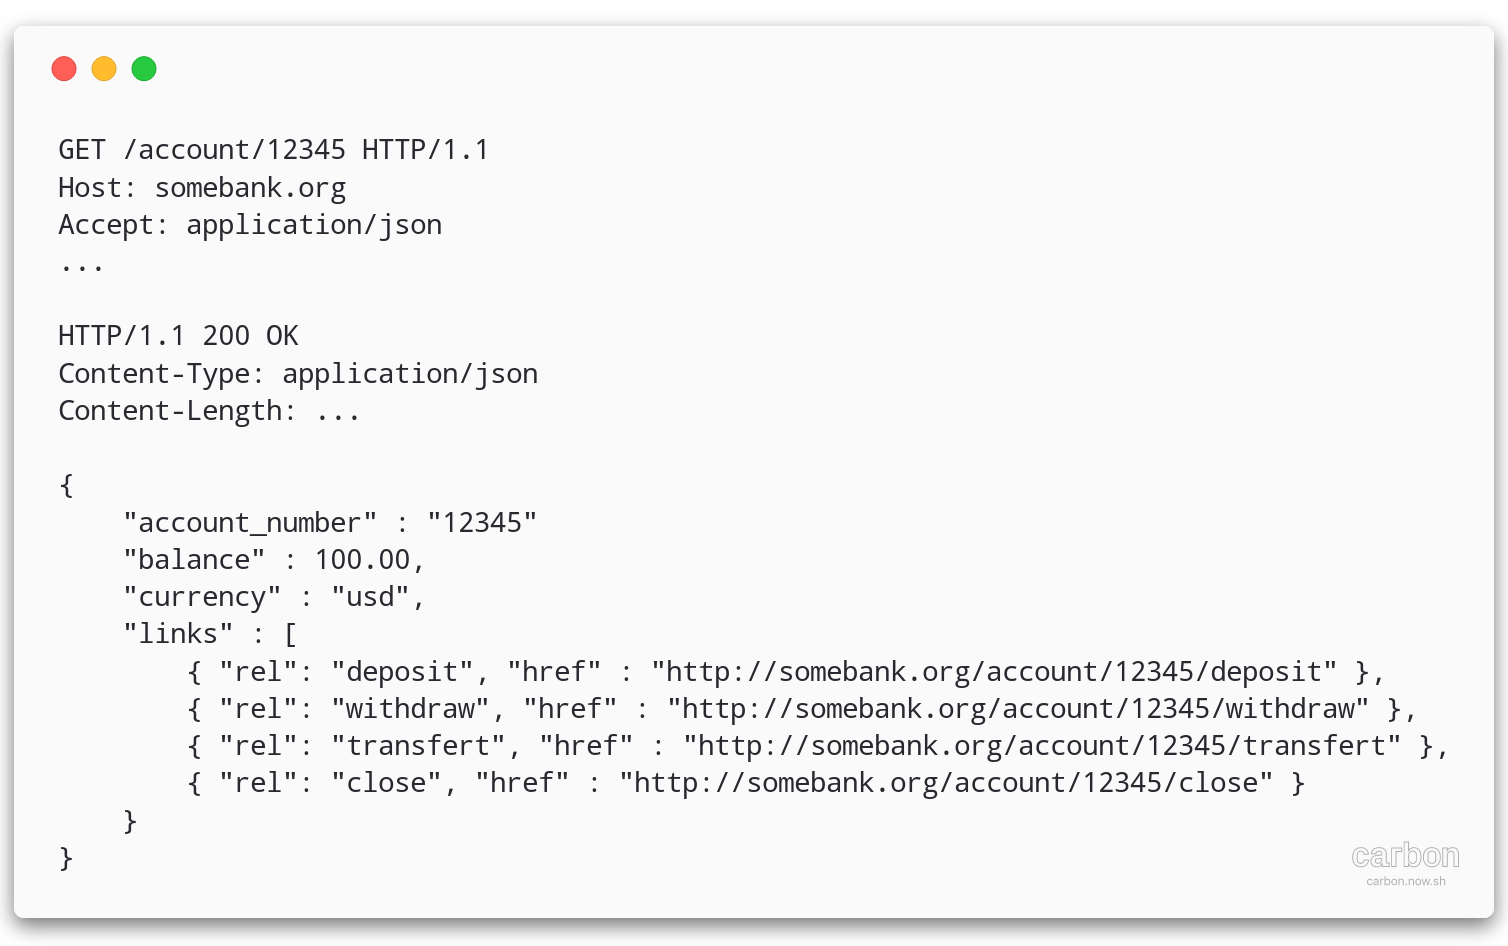 GET /account/12345 HTTP/1.1
Host: somebank.org
Accept: application/json
...

HTTP/1.1 200 OK
Content-Type: application/json
Content-Length: ...

{
    "account_number" : "12345"
    "balance" : 100.00,
    "currency" : "usd",
    "links" : [
        { "rel": "deposit", "href" : "http://somebank.org/account/12345/deposit" },
        { "rel": "withdraw", "href" : "http://somebank.org/account/12345/withdraw" },
        { "rel": "transfert", "href" : "http://somebank.org/account/12345/transfert" },
        { "rel": "close", "href" : "http://somebank.org/account/12345/close" }
    }
}
carbon
carbon.now.sh